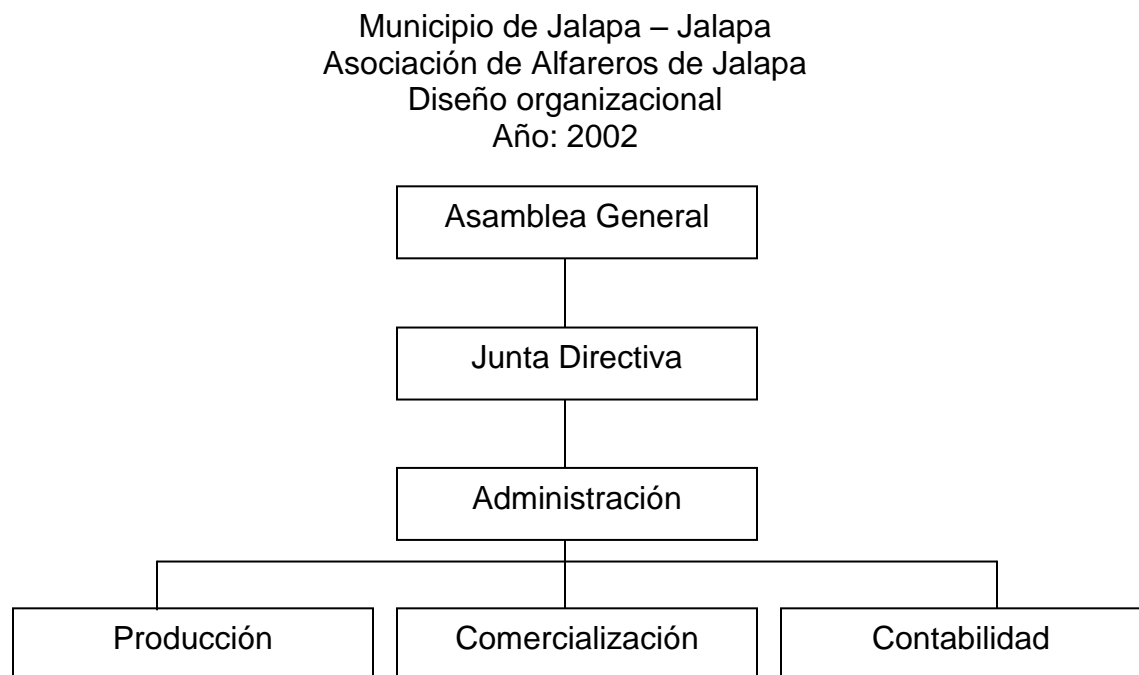 Municipio de Jalapa – Jalapa
Asociación de Alfareros de Jalapa
Diseño organizacional
Año: 2002
Asamblea General
Junta Directiva
Administración
Producción
Comercialización
Contabilidad